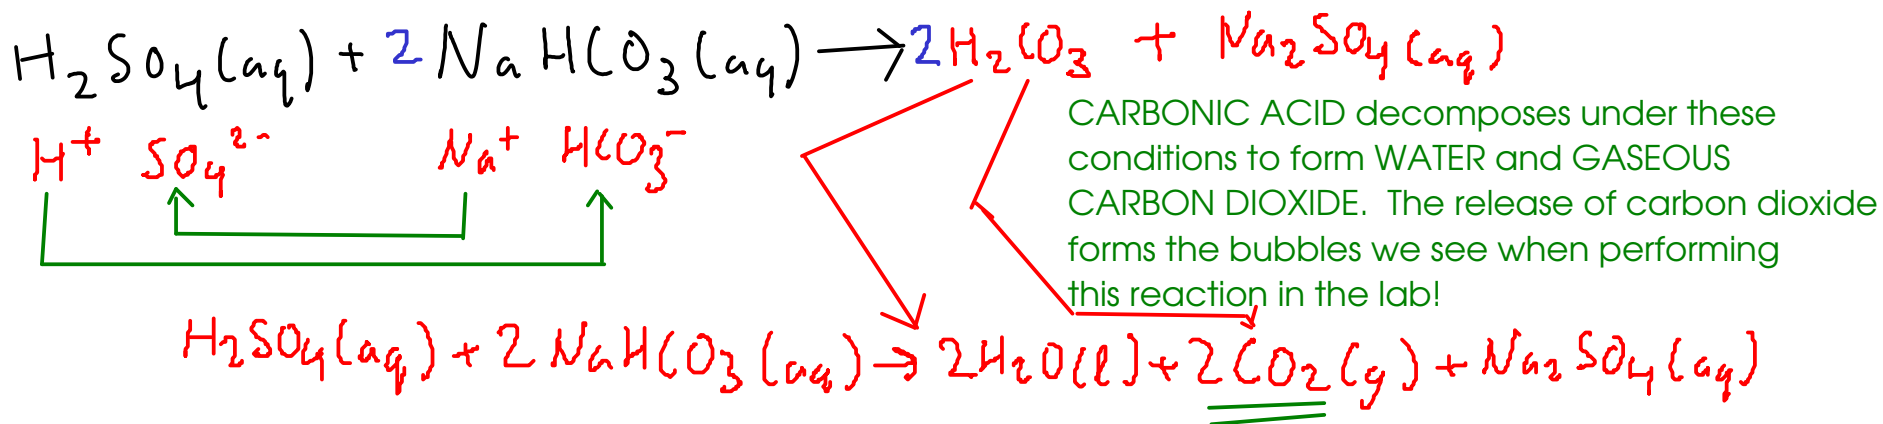 H₂SO₄(aq) + 2 NaHCO₃(aq) → 2H₂CO₃ + Na₂SO₄(aq)
H⁺ SO₄²⁻ Na⁺ HCO₃⁻
CARBONIC ACID decomposes under these
conditions to form WATER and GASEOUS
CARBON DIOXIDE. The release of carbon dioxide
forms the bubbles we see when performing
this reaction in the lab!
H₂SO₄(aq) + 2NaHCO₃(aq) → 2H₂O(l) + 2CO₂(g) + Na₂SO₄(aq)